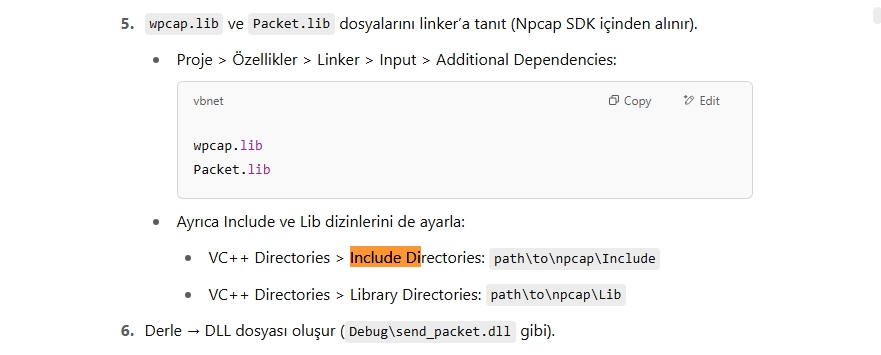 5. wpcap.lib ve Packet.lib dosyalarını linker'a tanıt (Npcap SDK içinden alınır).
• Proje > Özellikler > Linker > Input > Additional Dependencies:
vbnet Copy Edit
wpcap.lib
Packet.lib
• Ayrıca Include ve Lib dizinlerini de ayarla:
• VC++ Directories > Include Directories: path\to\npcap\Include
• VC++ Directories > Library Directories: path\to\npcap\Lib
6. Derle → DLL dosyası oluşur (Debug\send_packet.dll gibi).